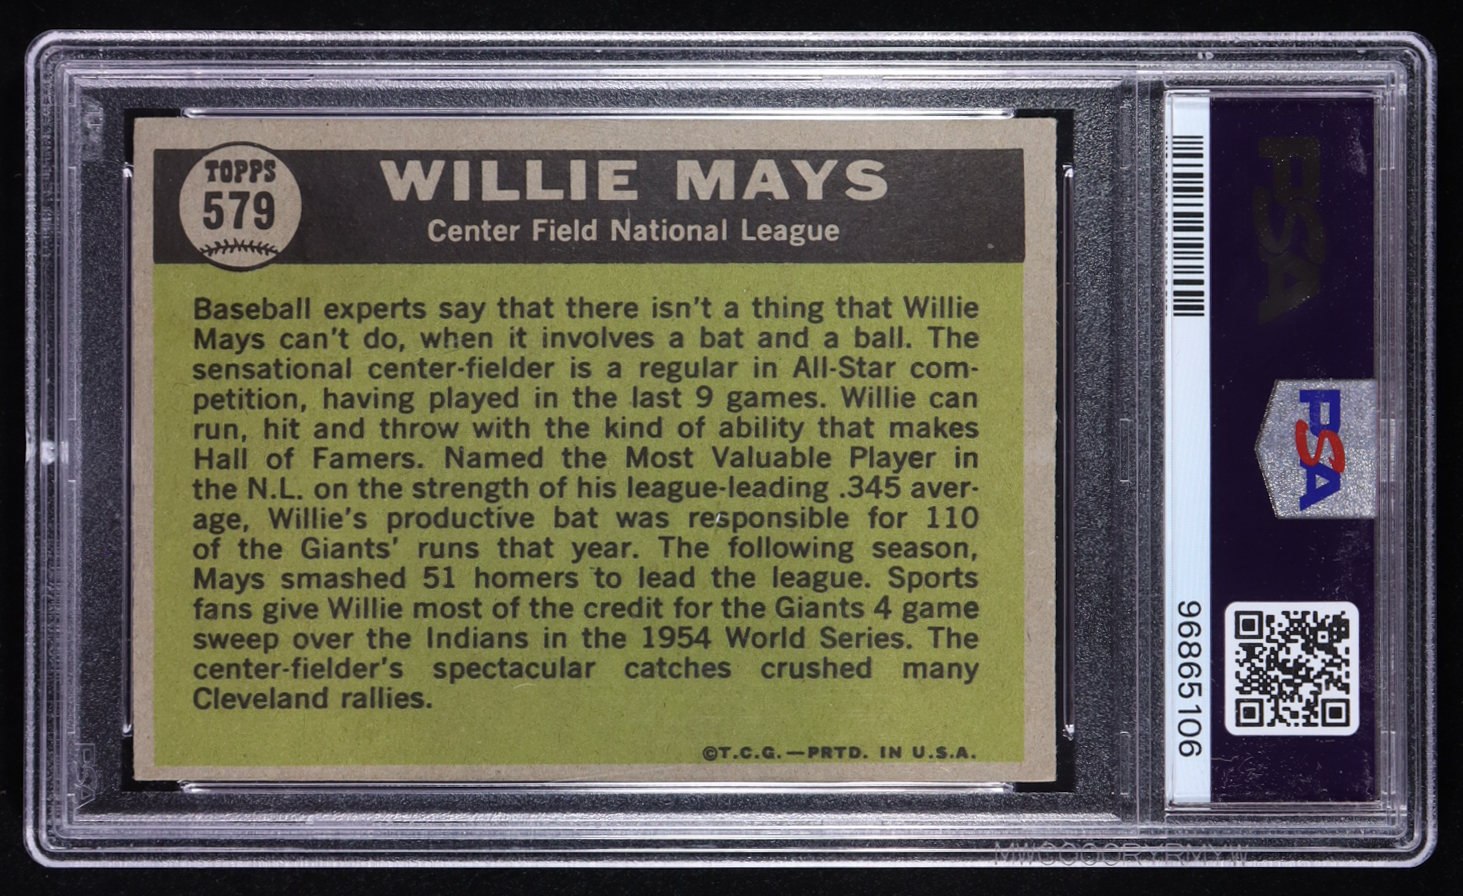 TOPPS
579
WILLIE MAYS
Center Field National League
Baseball experts say that there isn't a thing that Willie
Mays can't do, when it involves a bat and a ball. The
sensational center-fielder is a regular in All-Star com-
petition, having played in the last 9 games. Willie can
run, hit and throw with the kind of ability that makes
Hall of Famers. Named the Most Valuable Player in
the N.L. on the strength of his league-leading .345 aver-
age, Willie's productive bat was responsible for 110
of the Giants' runs that year. The following season,
Mays smashed 51 homers to lead the league. Sports
fans give Willie most of the credit for the Giants 4 game
sweep over the Indians in the 1954 World Series. The
center-fielder's spectacular catches crushed many
Cleveland rallies.
©T.C.G.—PRTD. IN U.S.A.
PSA
PSA
96865106